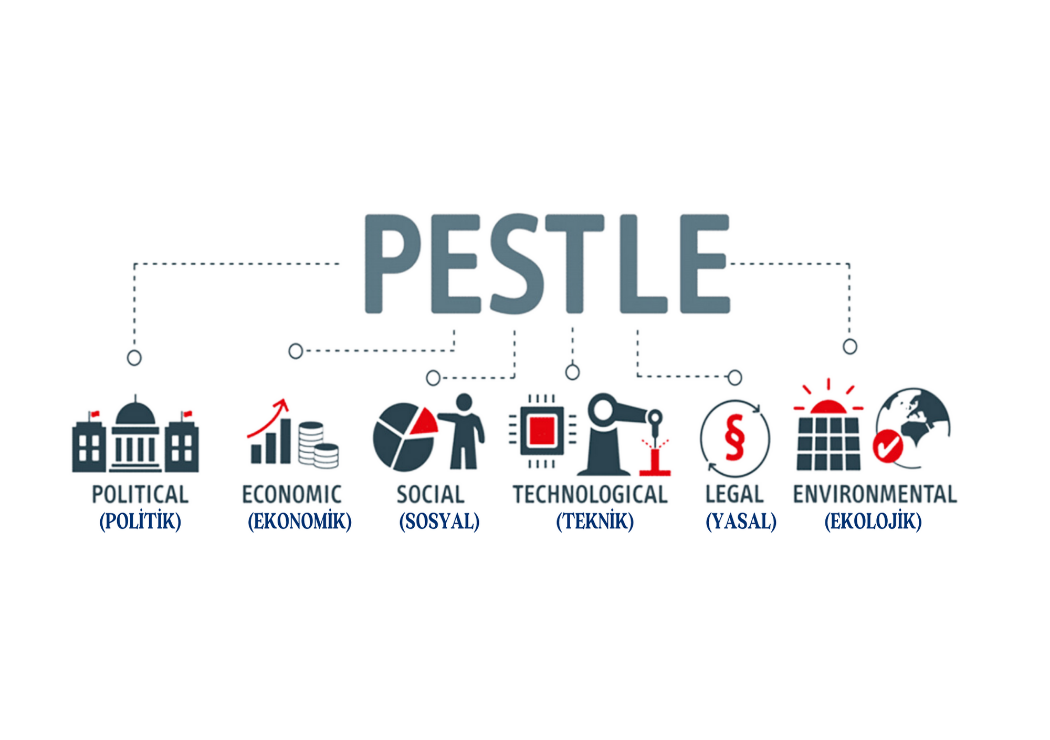 PESTLE
POLITICAL
(POLİTİK)
ECONOMIC
(EKONOMİK)
SOCIAL
(SOSYAL)
TECHNOLOGICAL
(TEKNİK)
§
LEGAL
(YASAL)
ENVIRONMENTAL
(EKOLOJİK)